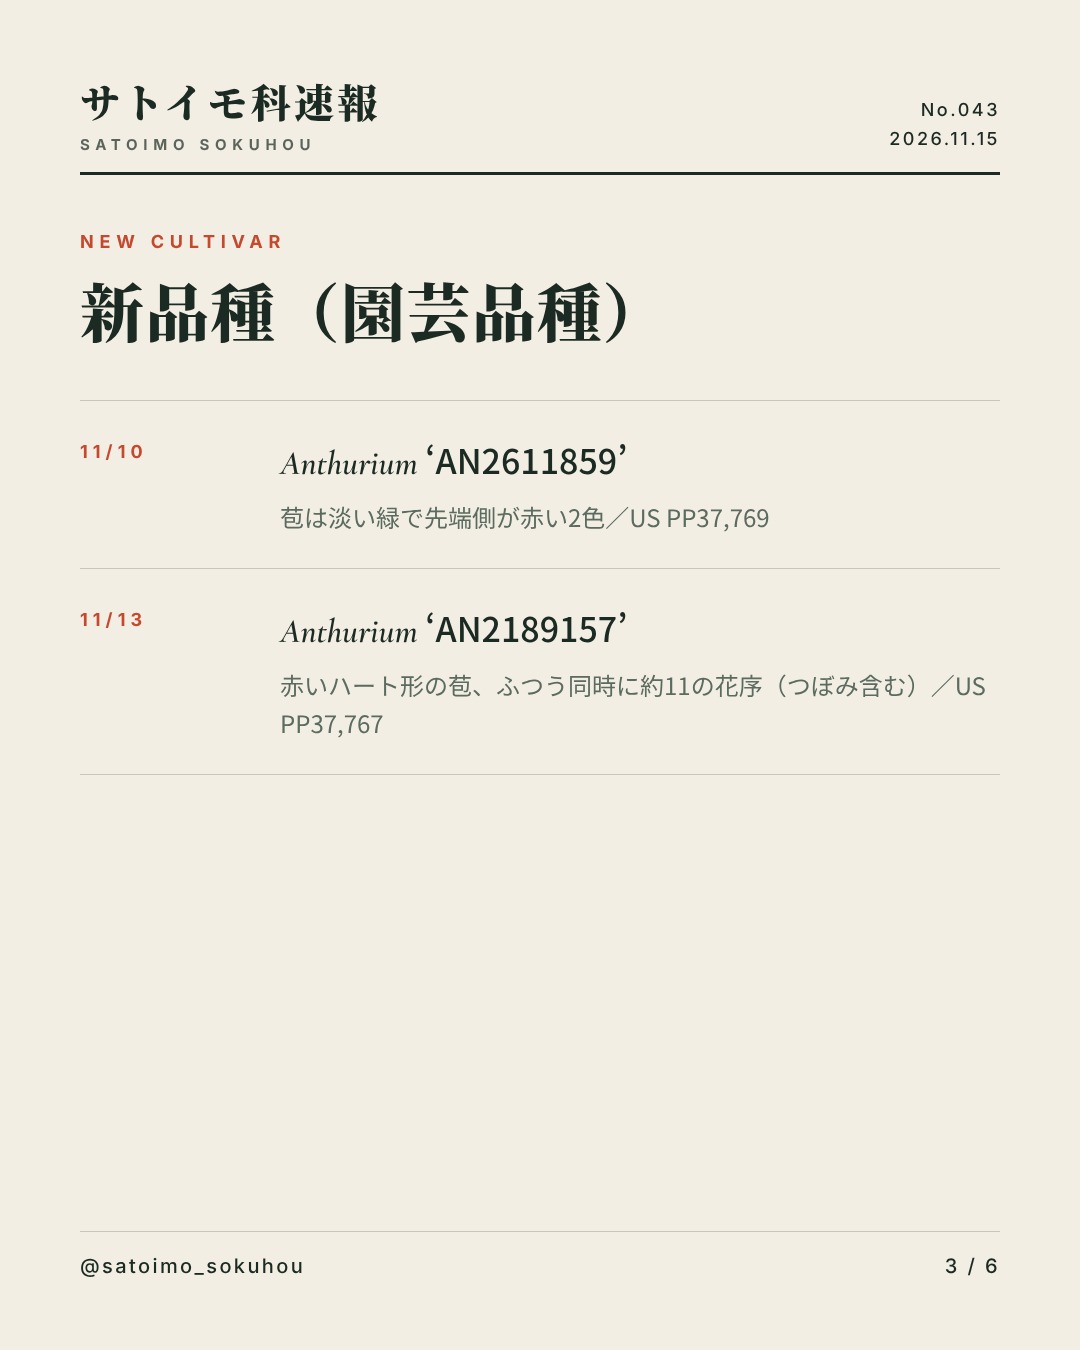 サトイモ科速報
SATOIMO SOKUHOU
No.043
2026.11.15
NEW CULTIVAR
新品種（園芸品種）
11/10
Anthurium ‘AN2611859’
苞は淡い緑で先端側が赤い2色／US PP37,769
11/13
Anthurium ‘AN2189157’
赤いハート形の苞、ふつう同時に約11の花序（つぼみ含む）／US
PP37,767
@satoimo_sokuhou
3 / 6